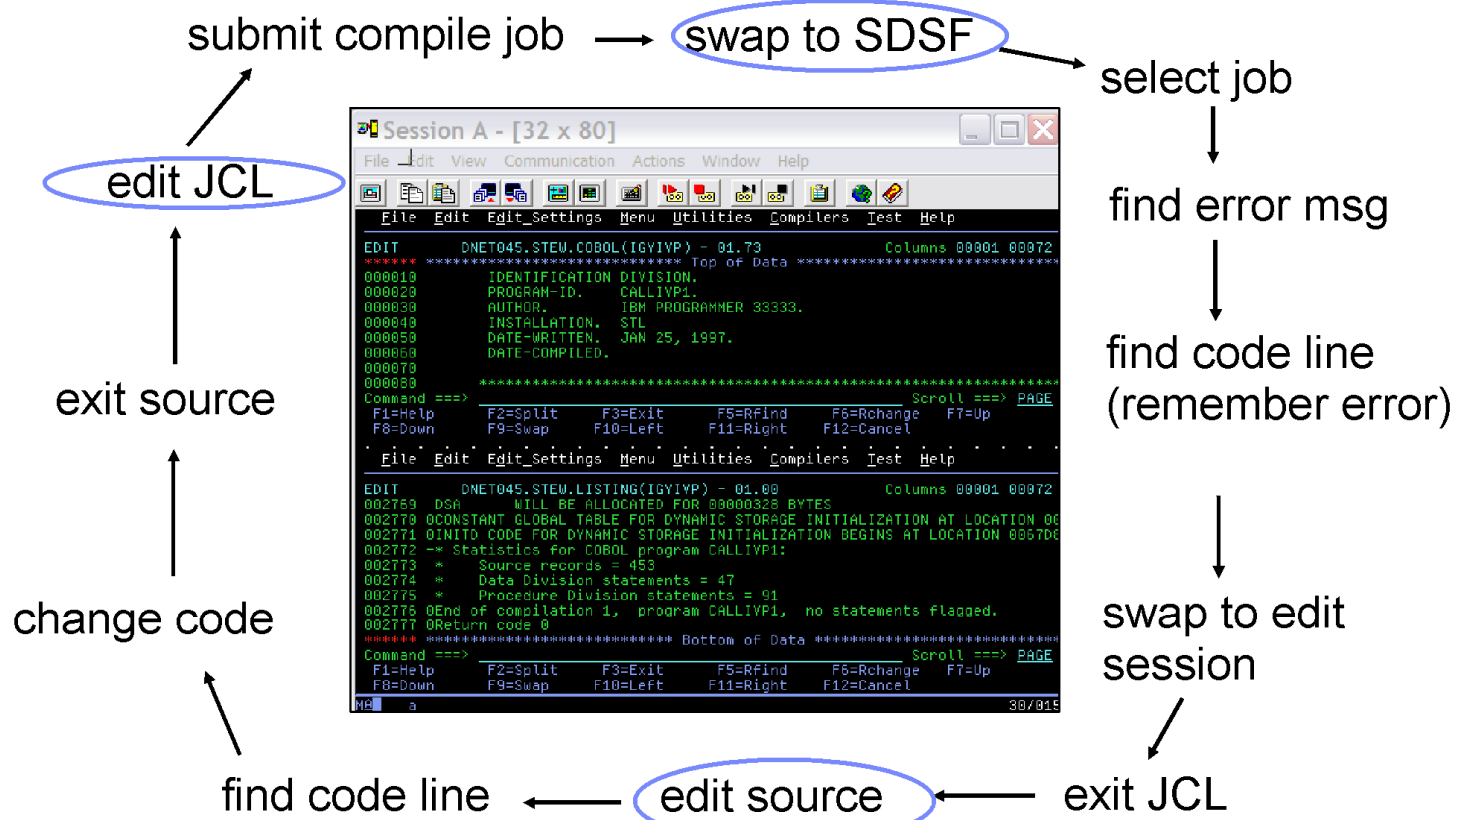 submit compile job
swap to SDSF
select job
find error msg
find code line
(remember error)
swap to edit
session
exit JCL
edit source
find code line
change code
exit source
edit JCL
Session A - [32 x 80]
File Edit View Communication Actions Window Help
File Edit Edit_Settings Menu Utilities Compilers Test Help
EDIT DNET045.STEW.COBOL(IGYIVP) - 01.73 Columns 00001 00072
****** ***************************** Top of Data ******************************
000010 IDENTIFICATION DIVISION.
000020 PROGRAM-ID. CALLIVP1.
000030 AUTHOR. IBM PROGRAMMER 33333.
000040 INSTALLATION. STL
000050 DATE-WRITTEN. JAN 25, 1997.
000060 DATE-COMPILED.
000070
000080 ******************************************************************
Command ===> Scroll ===> PAGE
F1=Help F2=Split F3=Exit F5=Rfind F6=Rchange F7=Up
F8=Down F9=Swap F10=Left F11=Right F12=Cancel
File Edit Edit_Settings Menu Utilities Compilers Test Help
EDIT DNET045.STEW.LISTING(IGYIVP) - 01.00 Columns 00001 00072
002769 DSA WILL BE ALLOCATED FOR 00000328 BYTES
002770 0CONSTANT GLOBAL TABLE FOR DYNAMIC STORAGE INITIALIZATION AT LOCATION 00
002771 0INITD CODE FOR DYNAMIC STORAGE INITIALIZATION BEGINS AT LOCATION 0067D6
002772 -* Statistics for COBOL program CALLIVP1:
002773 * Source records = 453
002774 * Data Division statements = 47
002775 * Procedure Division statements = 91
002776 0End of compilation 1, program CALLIVP1, no statements flagged.
002777 0Return code 0
****** **************************** Bottom of Data ****************************
Command ===> Scroll ===> PAGE
F1=Help F2=Split F3=Exit F5=Rfind F6=Rchange F7=Up
F8=Down F9=Swap F10=Left F11=Right F12=Cancel
MA a 30/015